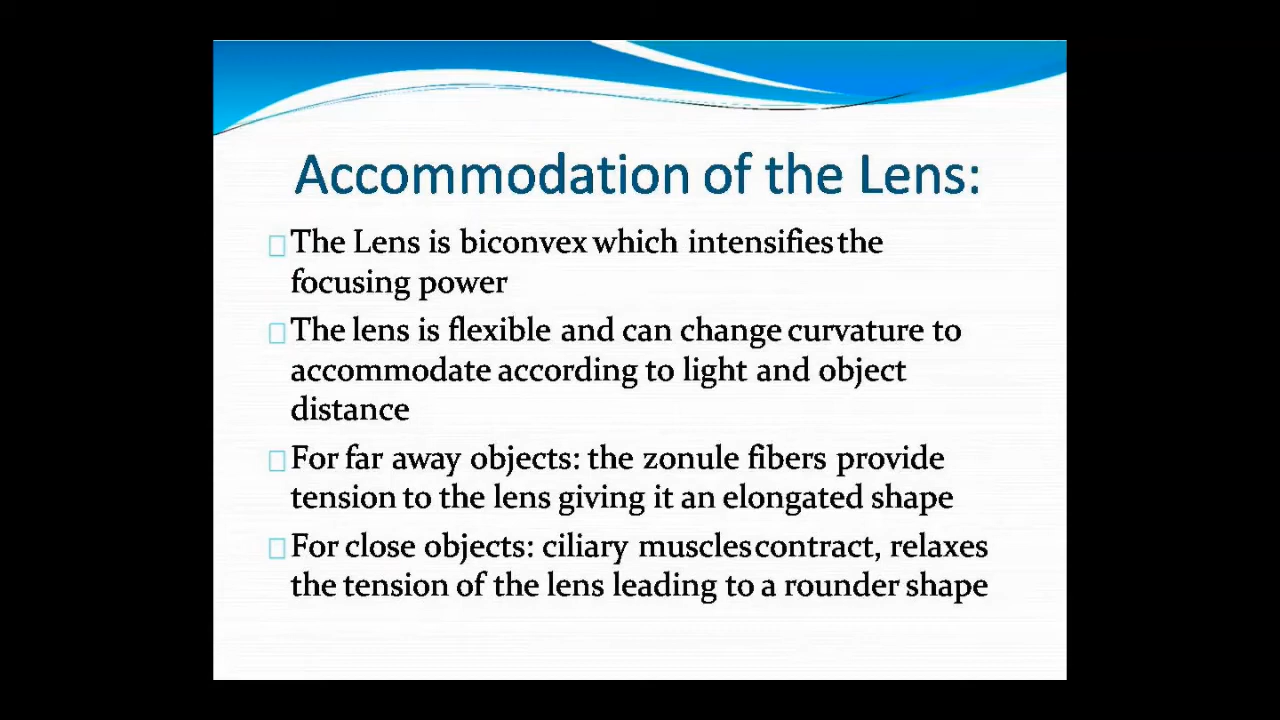 Accommodation of the Lens:
The Lens is biconvex which intensifies the
focusing power
The lens is flexible and can change curvature to
accommodate according to light and object
distance
For far away objects: the zonule fibers provide
tension to the lens giving it an elongated shape
For close objects: ciliary muscles contract, relaxes
the tension of the lens leading to a rounder shape